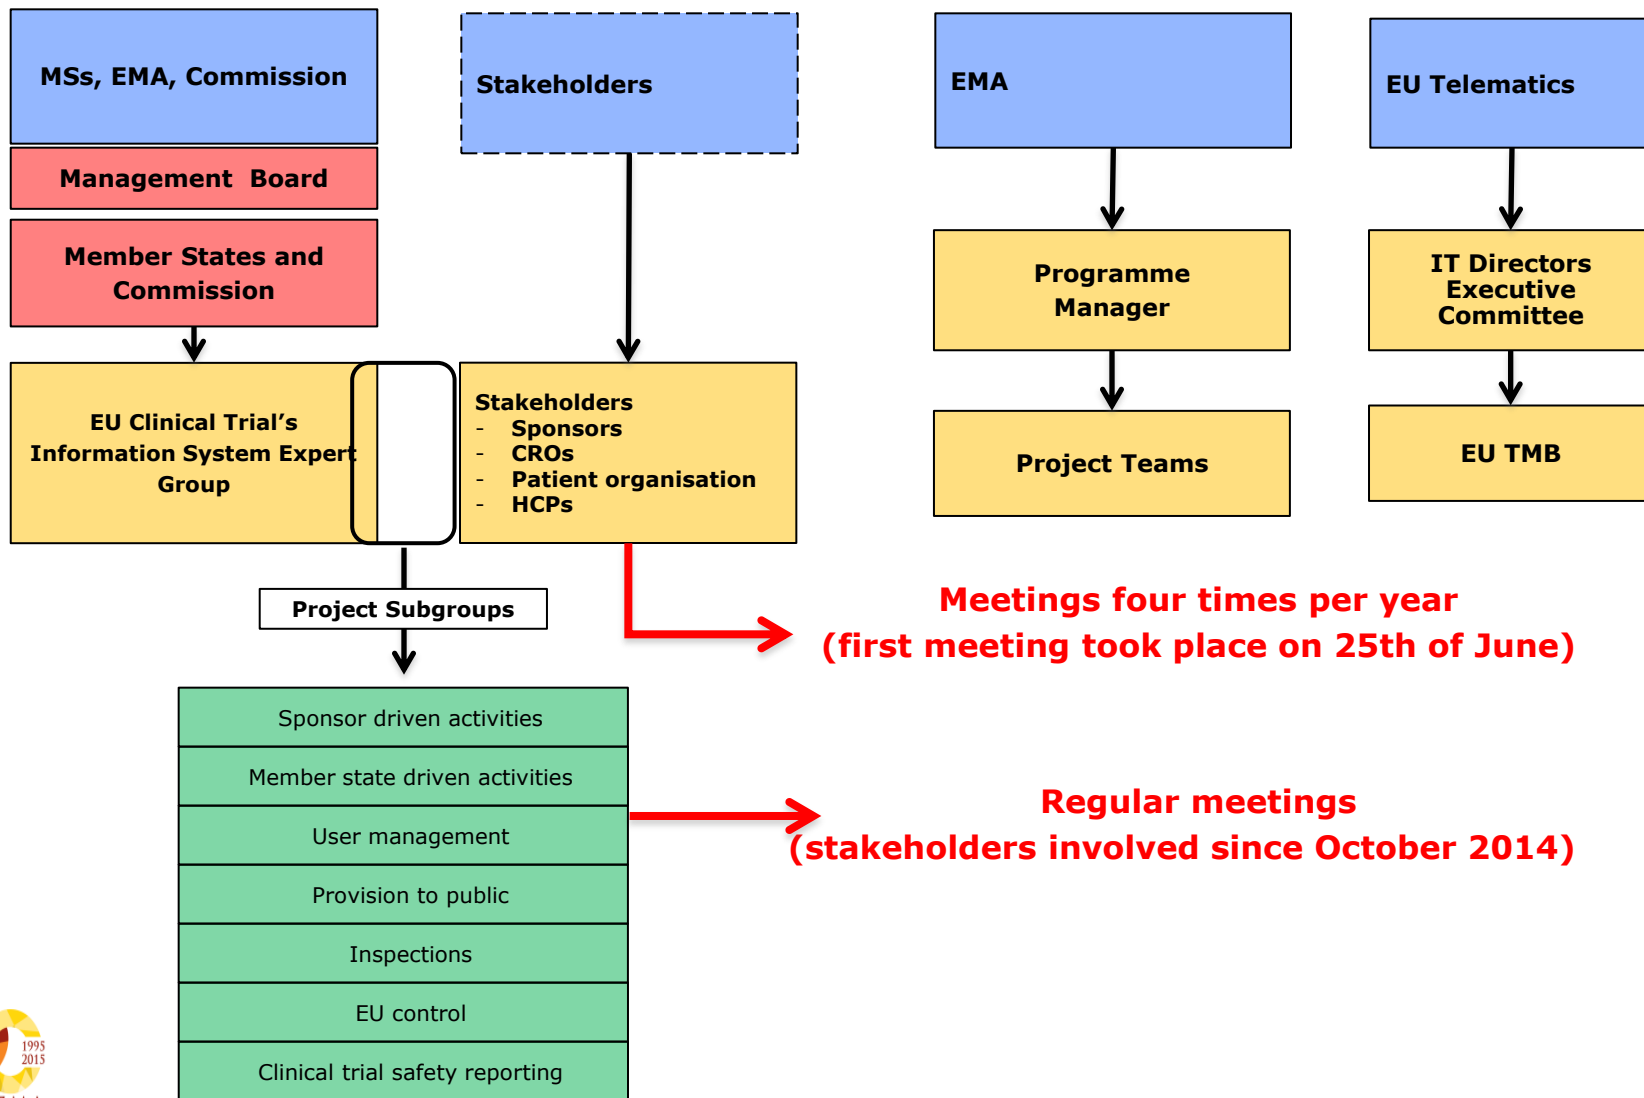 MSs, EMA, Commission
Management Board
Member States and
Commission
EU Clinical Trial’s
Information System Expert
Group
Stakeholders
Stakeholders
- Sponsors
- CROs
- Patient organisation
- HCPs
EMA
Programme
Manager
Project Teams
EU Telematics
IT Directors
Executive
Committee
EU TMB
Project Subgroups
Meetings four times per year
(first meeting took place on 25th of June)
Sponsor driven activities
Member state driven activities
User management
Provision to public
Inspections
EU control
Clinical trial safety reporting
Regular meetings
(stakeholders involved since October 2014)
1995
2015